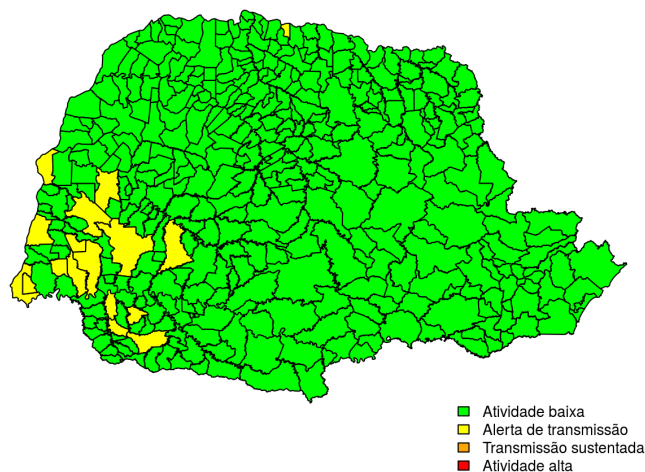 Atividade baixa
Alerta de transmissão
Transmissão sustentada
Atividade alta